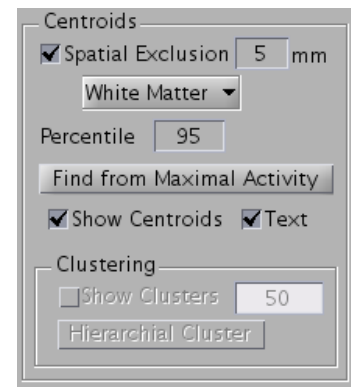 Centroids
Spatial Exclusion 5 mm
White Matter
Percentile 95
Find from Maximal Activity
Show Centroids Text
Clustering
Show Clusters 50
Hierarchial Cluster